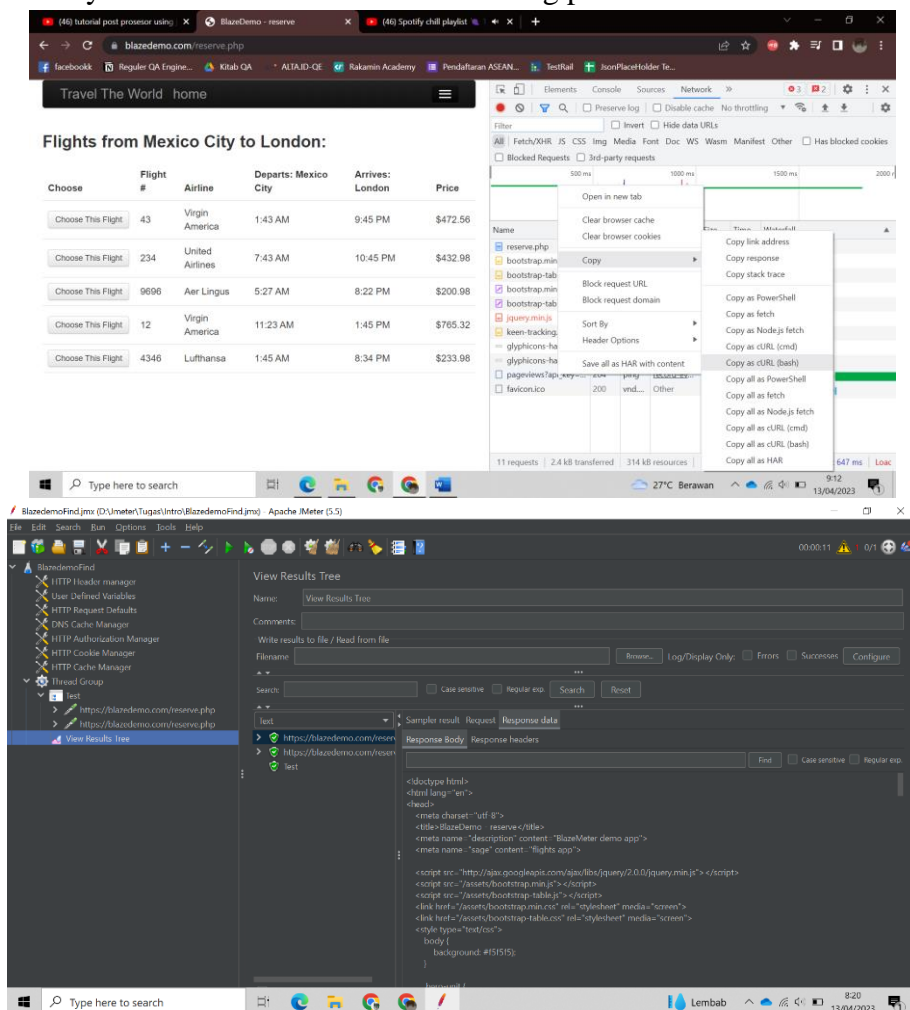 (46) tutorial post prosesor using
BlazeDemo - reserve
(46) Spotify chill playlist
blazedemo.com/reserve.php
facebookk Reguler QA Engine... Kitab QA ALTA.ID-QE Rakamin Academy Pendaftaran ASEAN... TestRail JsonPlaceHolder Te...
Travel The World home
Flights from Mexico City to London:
Choose Flight # Airline Departs: Mexico City Arrives: London Price
Choose This Flight 43 Virgin America 1:43 AM 9:45 PM $472.56
Choose This Flight 234 United Airlines 7:43 AM 10:45 PM $432.98
Choose This Flight 9696 Aer Lingus 5:27 AM 8:22 PM $200.98
Choose This Flight 12 Virgin America 11:23 AM 1:45 PM $765.32
Choose This Flight 4346 Lufthansa 1:45 AM 8:34 PM $233.98
Elements Console Sources Network » 3 2
Preserve log Disable cache No throttling
Filter Invert Hide data URLs
All Fetch/XHR JS CSS Img Media Font Doc WS Wasm Manifest Other Has blocked cookies
Blocked Requests 3rd-party requests
500 ms 1000 ms 1500 ms 2000
Name Size Time Waterfall
reserve.php
bootstrap.min
bootstrap-tab
bootstrap.min
bootstrap-tab
jquery.min.js
keen-tracking.
glyphicons-ha
glyphicons-ha
pageviews?api_key=... 204 ping
favicon.ico 200 vnd.... Other
Open in new tab
Clear browser cache
Clear browser cookies
Copy
Block request URL
Block request domain
Sort By
Header Options
Save all as HAR with content
Copy link address
Copy response
Copy stack trace
Copy as PowerShell
Copy as fetch
Copy as Node.js fetch
Copy as cURL (cmd)
Copy as cURL (bash)
Copy all as PowerShell
Copy all as fetch
Copy all as Node.js fetch
Copy all as cURL (cmd)
Copy all as cURL (bash)
Copy all as HAR
11 requests 2.4 kB transferred 314 kB resources 647 ms Loac
Type here to search 27°C Berawan 9:12
13/04/2023
BlazedemoFind.jmx (D:\Jmeter\Tugas\Intro\BlazedemoFind.jmx) - Apache JMeter (5.5)
File Edit Search Run Options Tools Help
00:00:11 0/1
BlazedemoFind
HTTP Header manager
User Defined Variables
HTTP Request Defaults
DNS Cache Manager
HTTP Authorization Manager
HTTP Cookie Manager
HTTP Cache Manager
Thread Group
Test
https://blazedemo.com/reserve.php
https://blazedemo.com/reserve.php
View Results Tree
View Results Tree
Name: View Results Tree
Comments:
Write results to file / Read from file
Filename Browse... Log/Display Only: Errors Successes Configure
Search: Case sensitive Regular exp. Search Reset
Text
https://blazedemo.com/reser
https://blazedemo.com/reser
Test
Sampler result Request Response data
Response Body Response headers
Find Case sensitive Regular exp.
<!doctype html>
<html lang="en">
<head>
<meta charset="utf-8">
<title>BlazeDemo - reserve</title>
<meta name="description" content="BlazeMeter demo app">
<meta name="sage" content="flights app">
<script src="http://ajax.googleapis.com/ajax/libs/jquery/2.0.0/jquery.min.js"></script>
<script src="/assets/bootstrap.min.js"></script>
<script src="/assets/bootstrap-table.js"></script>
<link href="/assets/bootstrap.min.css" rel="stylesheet" media="screen">
<link href="/assets/bootstrap-table.css" rel="stylesheet" media="screen">
<style type="text/css">
body {
background: #f5f5f5;
}
Type here to search Lembab 8:20
13/04/2023